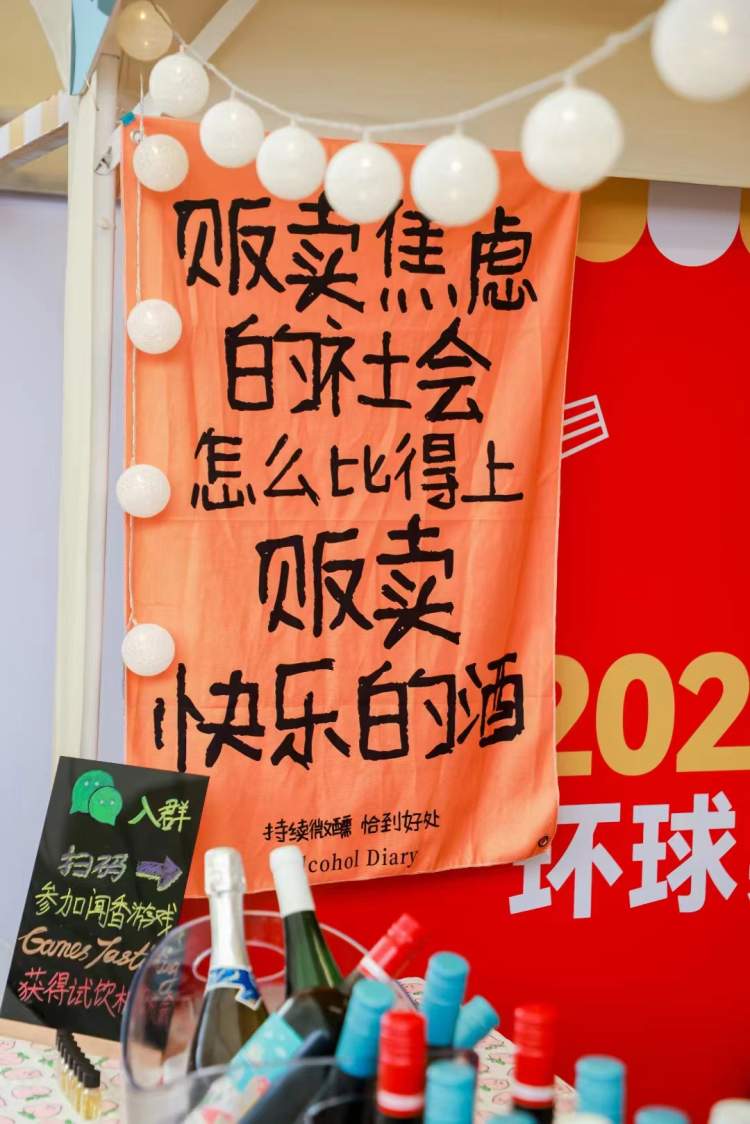 贩卖焦虑
的社会
怎么比得上
贩卖
快乐的酒
持续微醺 恰到好处
lcohol Diary
入群
扫码
参加闻香游戏
Games Tast
获得试饮
202
环球